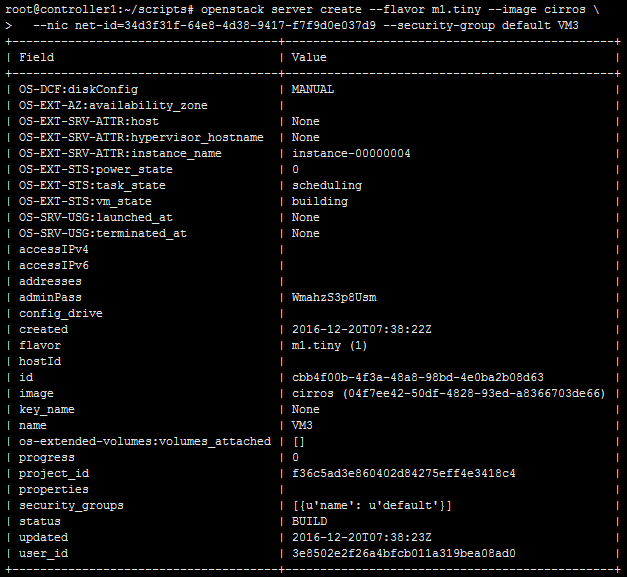 root@controller1:~/scripts# openstack server create --flavor m1.tiny --image cirros \
>   --nic net-id=34d3f31f-64e8-4d38-9417-f7f9d0e037d9 --security-group default VM3
+--------------------------------------+-----------------------------------------------+
| Field                                | Value                                         |
+--------------------------------------+-----------------------------------------------+
| OS-DCF:diskConfig                    | MANUAL                                        |
| OS-EXT-AZ:availability_zone          |                                               |
| OS-EXT-SRV-ATTR:host                 | None                                          |
| OS-EXT-SRV-ATTR:hypervisor_hostname  | None                                          |
| OS-EXT-SRV-ATTR:instance_name        | instance-00000004                             |
| OS-EXT-STS:power_state               | 0                                             |
| OS-EXT-STS:task_state                | scheduling                                    |
| OS-EXT-STS:vm_state                  | building                                      |
| OS-SRV-USG:launched_at               | None                                          |
| OS-SRV-USG:terminated_at             | None                                          |
| accessIPv4                           |                                               |
| accessIPv6                           |                                               |
| addresses                            |                                               |
| adminPass                            | WmahzS3p8Usm                                  |
| config_drive                         |                                               |
| created                              | 2016-12-20T07:38:22Z                          |
| flavor                               | m1.tiny (1)                                   |
| hostId                               |                                               |
| id                                   | cbb4f00b-4f3a-48a8-98bd-4e0ba2b08d63          |
| image                                | cirros (04f7ee42-50df-4828-93ed-a8366703de66) |
| key_name                             | None                                          |
| name                                 | VM3                                           |
| os-extended-volumes:volumes_attached | []                                            |
| progress                             | 0                                             |
| project_id                           | f36c5ad3e860402d84275eff4e3418c4              |
| properties                           |                                               |
| security_groups                      | [{u'name': u'default'}]                       |
| status                               | BUILD                                         |
| updated                              | 2016-12-20T07:38:23Z                          |
| user_id                              | 3e8502e2f26a4bfcb011a319bea08ad0              |
+--------------------------------------+-----------------------------------------------+